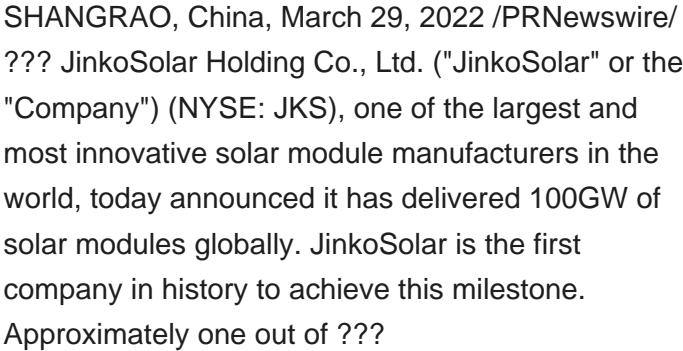 SHANGRAO, China, March 29, 2022 /PRNewswire/
??? JinkoSolar Holding Co., Ltd. ("JinkoSolar" or the
"Company") (NYSE: JKS), one of the largest and
most innovative solar module manufacturers in the
world, today announced it has delivered 100GW of
solar modules globally. JinkoSolar is the first
company in history to achieve this milestone.
Approximately one out of ???